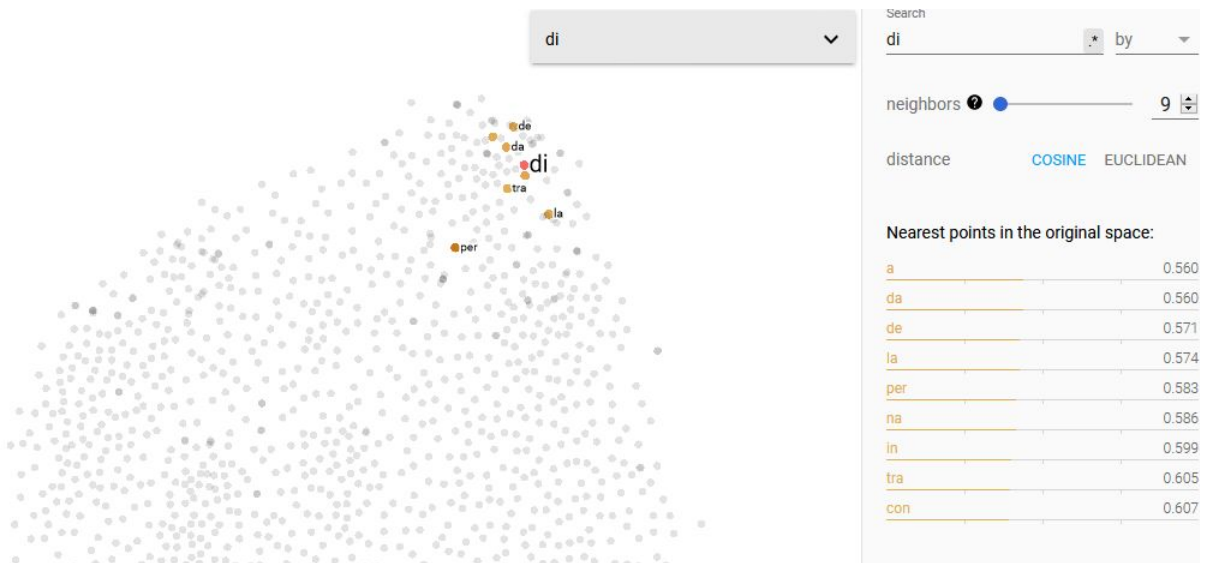 di
de
da
di
tra
la
per
Search
di .* by
neighbors ? 9
distance COSINE EUCLIDEAN
Nearest points in the original space:
a 0.560
da 0.560
de 0.571
la 0.574
per 0.583
na 0.586
in 0.599
tra 0.605
con 0.607